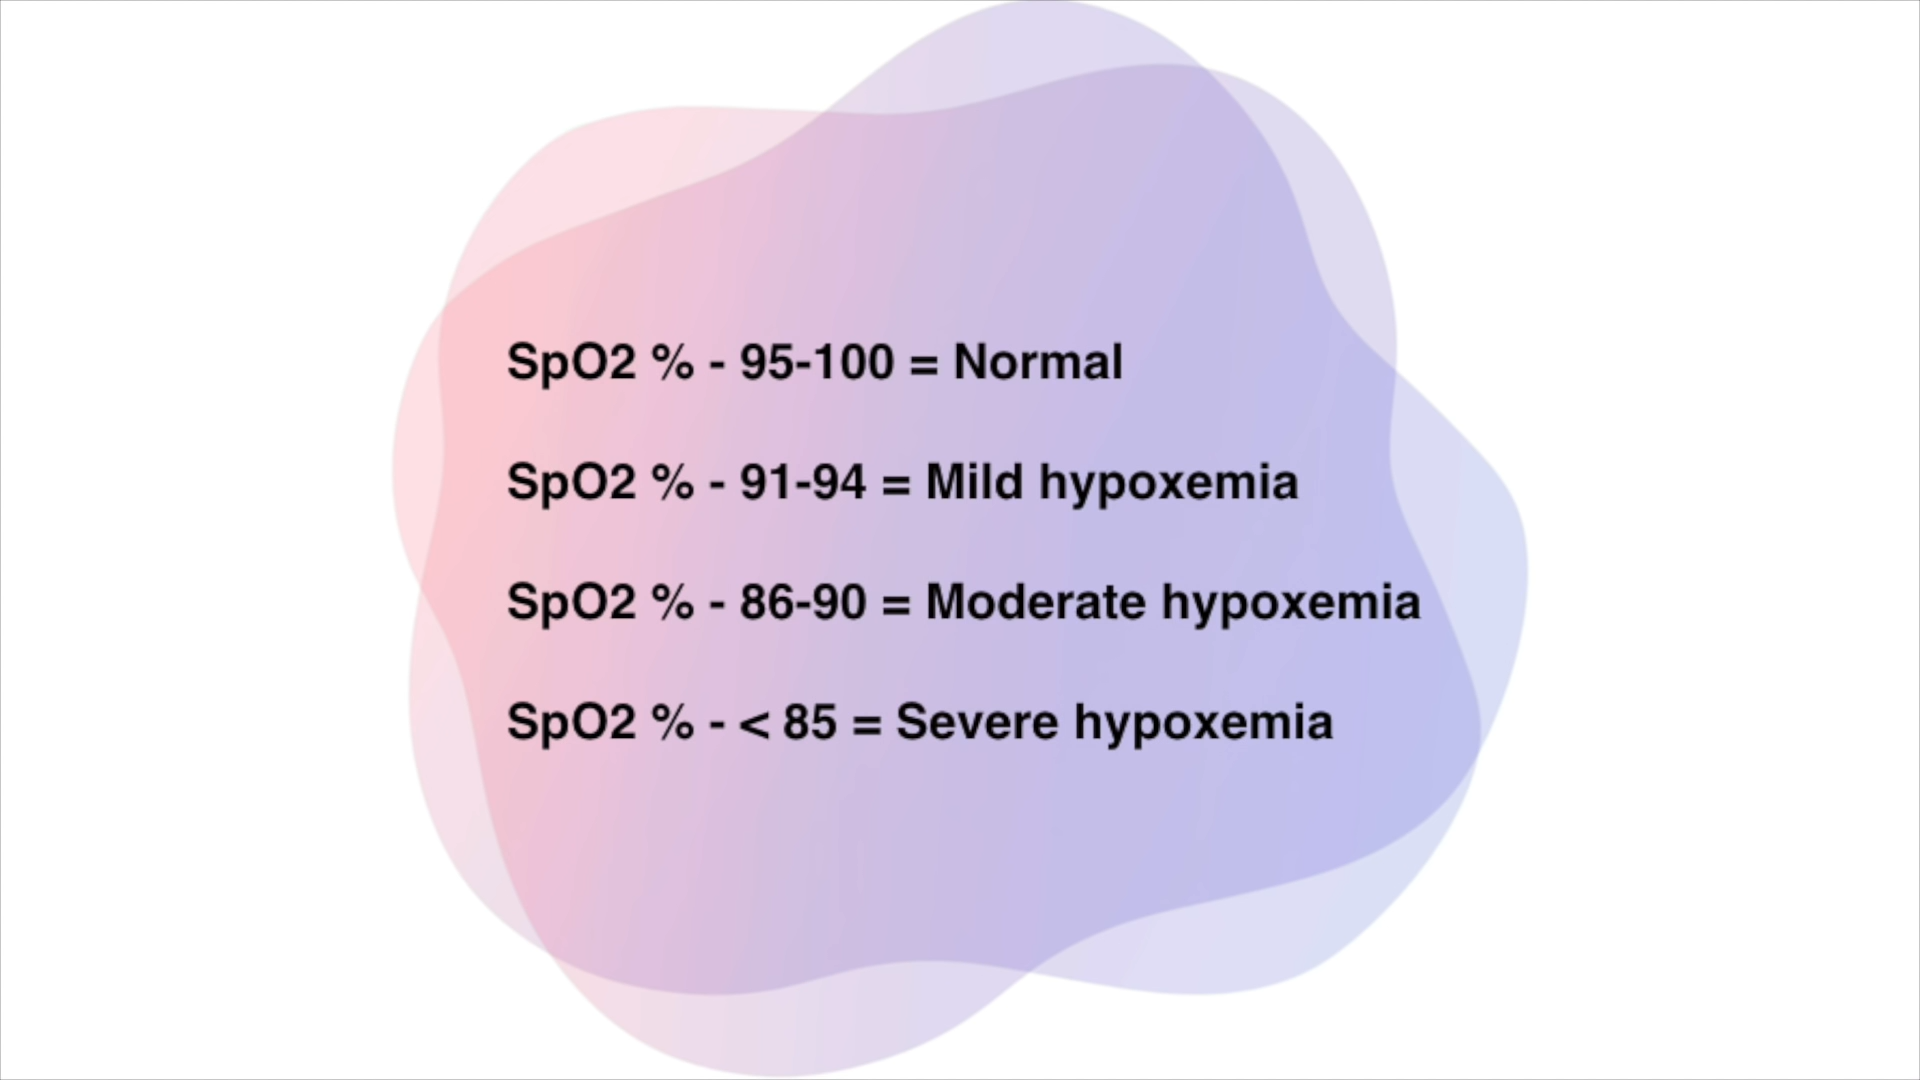 SpO2 % - 95-100 = Normal
SpO2 % - 91-94 = Mild hypoxemia
SpO2 % - 86-90 = Moderate hypoxemia
SpO2 % - < 85 = Severe hypoxemia